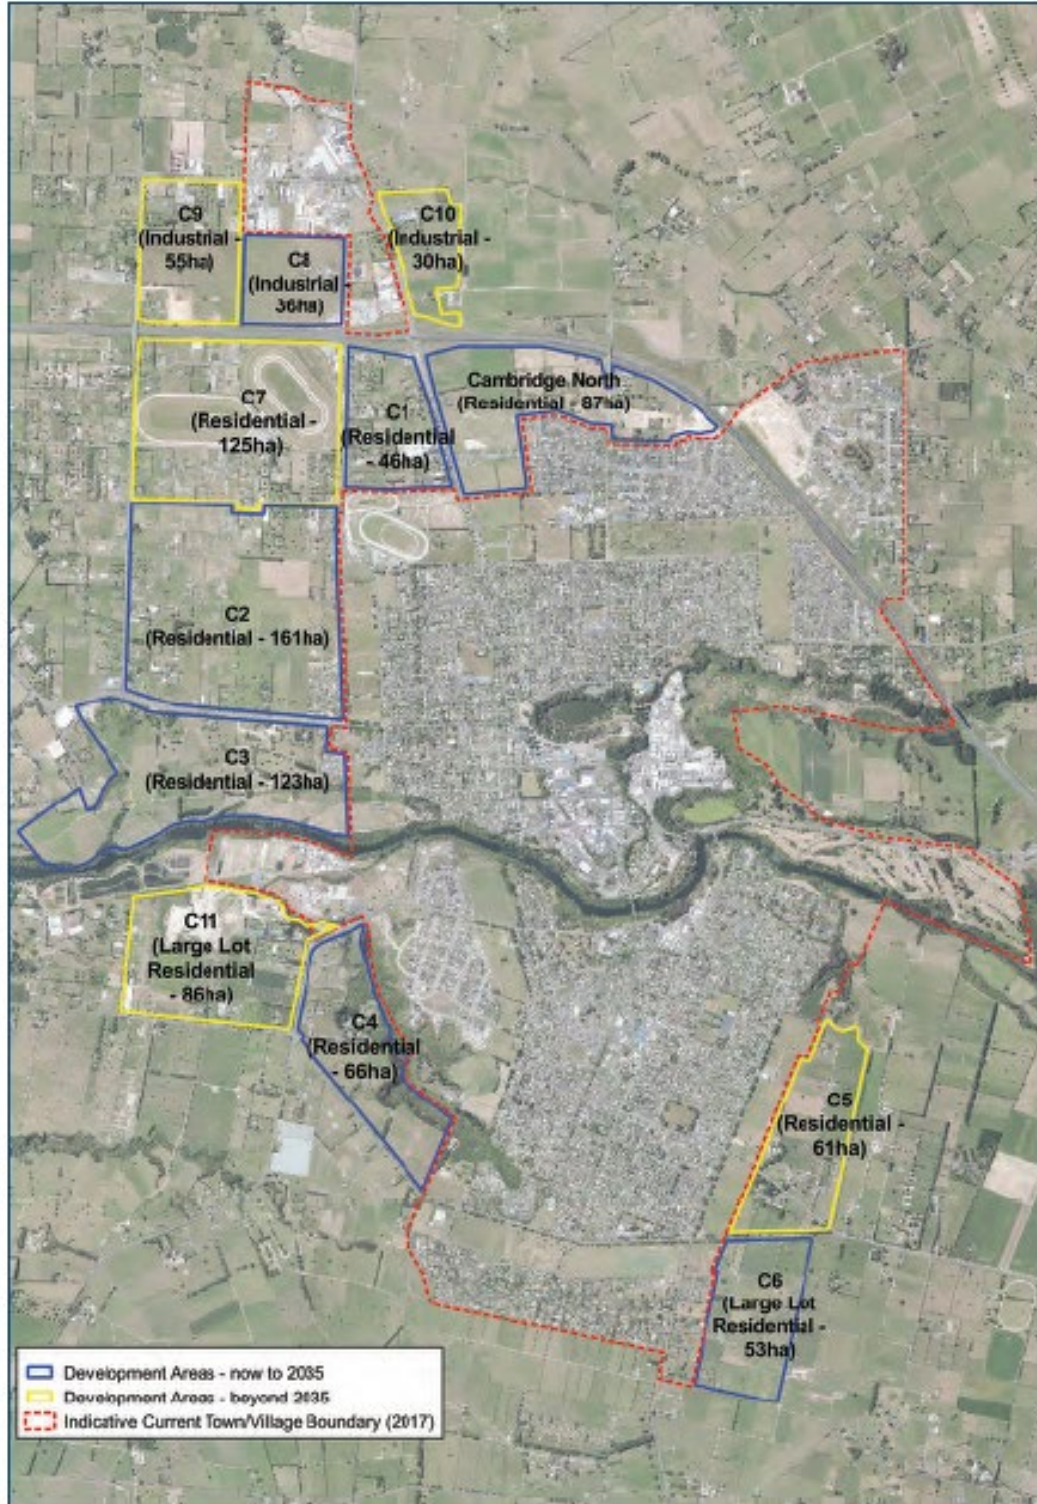 C9
(Industrial -
55ha)
C10
(Industrial -
30ha)
C8
(Industrial -
36ha)
Cambridge North
(Residential - 87ha)
C7
(Residential -
125ha)
C1
(Residential
- 46ha)
C2
(Residential - 161ha)
C3
(Residential - 123ha)
C11
(Large Lot
Residential
- 86ha)
C4
(Residential
- 66ha)
C5
(Residential -
61ha)
C6
(Large Lot
Residential -
53ha)
Development Areas - now to 2035
Development Areas - beyond 2035
Indicative Current Town/Village Boundary (2017)